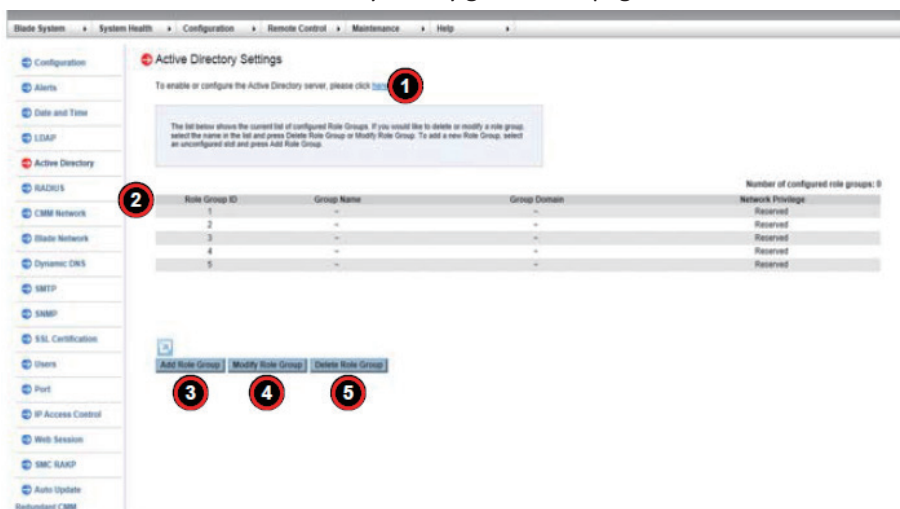 Blade System System Health Configuration Remote Control Maintenance Help
Configuration
Alerts
Date and Time
LDAP
Active Directory
RADIUS
CMM Network
Blade Network
Dynamic DNS
SMTP
SNMP
SSL Certification
Users
Port
IP Access Control
Web Session
SMC RAKP
Auto Update
Redundant CMM
Active Directory Settings
To enable or configure the Active Directory server, please click here
1
The list below shows the current list of configured Role Groups. If you would like to delete or modify a role group,
select the name in the list and press Delete Role Group or Modify Role Group. To add a new Role Group, select
an unconfigured slot and press Add Role Group.
Number of configured role groups: 0
2
Role Group ID Group Name Group Domain Network Privilege
1 ~ ~ Reserved
2 ~ ~ Reserved
3 ~ ~ Reserved
4 ~ ~ Reserved
5 ~ ~ Reserved
Add Role Group Modify Role Group Delete Role Group
3 4 5